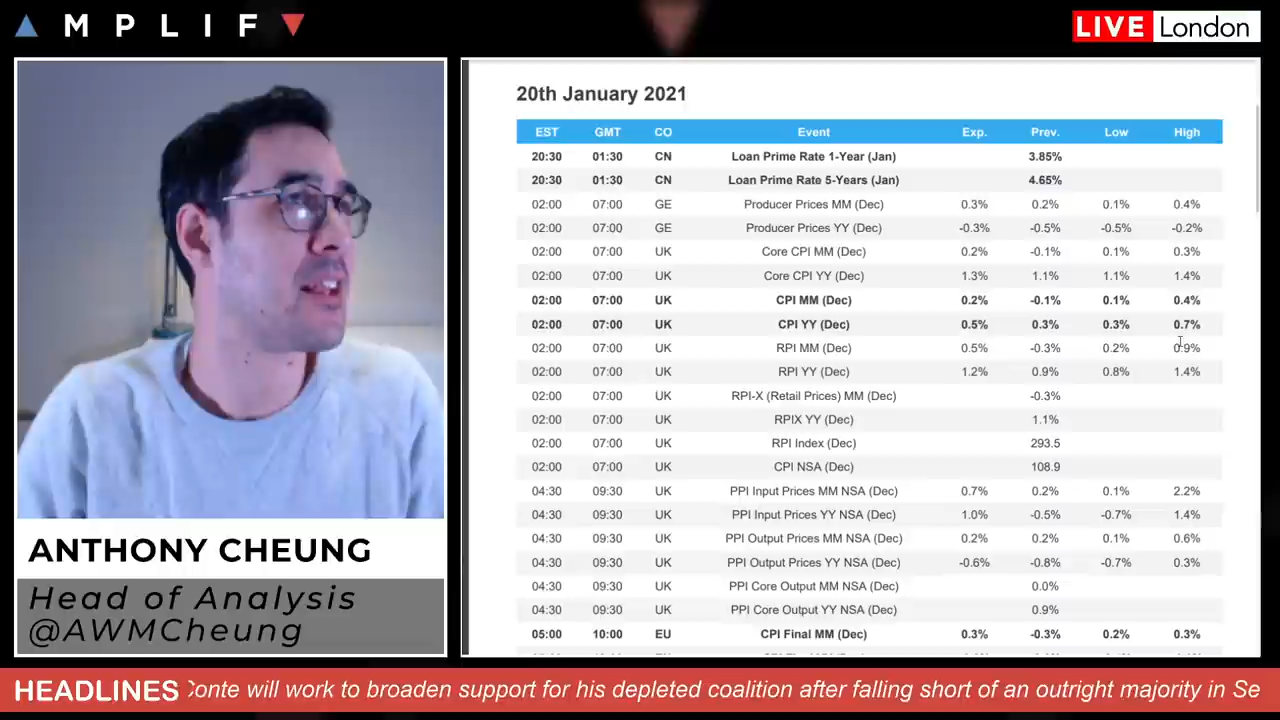 AMPLIFY
LIVE London
20th January 2021
EST GMT CO Event Exp. Prev. Low High
20:30 01:30 CN Loan Prime Rate 1-Year (Jan) 3.85%
20:30 01:30 CN Loan Prime Rate 5-Years (Jan) 4.65%
02:00 07:00 GE Producer Prices MM (Dec) 0.3% 0.2% 0.1% 0.4%
02:00 07:00 GE Producer Prices YY (Dec) -0.3% -0.5% -0.5% -0.2%
02:00 07:00 UK Core CPI MM (Dec) 0.2% -0.1% 0.1% 0.3%
02:00 07:00 UK Core CPI YY (Dec) 1.3% 1.1% 1.1% 1.4%
02:00 07:00 UK CPI MM (Dec) 0.2% -0.1% 0.1% 0.4%
02:00 07:00 UK CPI YY (Dec) 0.5% 0.3% 0.3% 0.7%
02:00 07:00 UK RPI MM (Dec) 0.5% -0.3% 0.2% 0.9%
02:00 07:00 UK RPI YY (Dec) 1.2% 0.9% 0.8% 1.4%
02:00 07:00 UK RPI-X (Retail Prices) MM (Dec) -0.3%
02:00 07:00 UK RPIX YY (Dec) 1.1%
02:00 07:00 UK RPI Index (Dec) 293.5
02:00 07:00 UK CPI NSA (Dec) 108.9
04:30 09:30 UK PPI Input Prices MM NSA (Dec) 0.7% 0.2% 0.1% 2.2%
04:30 09:30 UK PPI Input Prices YY NSA (Dec) 1.0% -0.5% -0.7% 1.4%
04:30 09:30 UK PPI Output Prices MM NSA (Dec) 0.2% 0.2% 0.1% 0.6%
04:30 09:30 UK PPI Output Prices YY NSA (Dec) -0.6% -0.8% -0.7% 0.3%
04:30 09:30 UK PPI Core Output MM NSA (Dec) 0.0%
04:30 09:30 UK PPI Core Output YY NSA (Dec) 0.9%
05:00 10:00 EU CPI Final MM (Dec) 0.3% -0.3% 0.2% 0.3%
ANTHONY CHEUNG
Head of Analysis
@AWMCheung
HEADLINES Conte will work to broaden support for his depleted coalition after falling short of an outright majority in Se